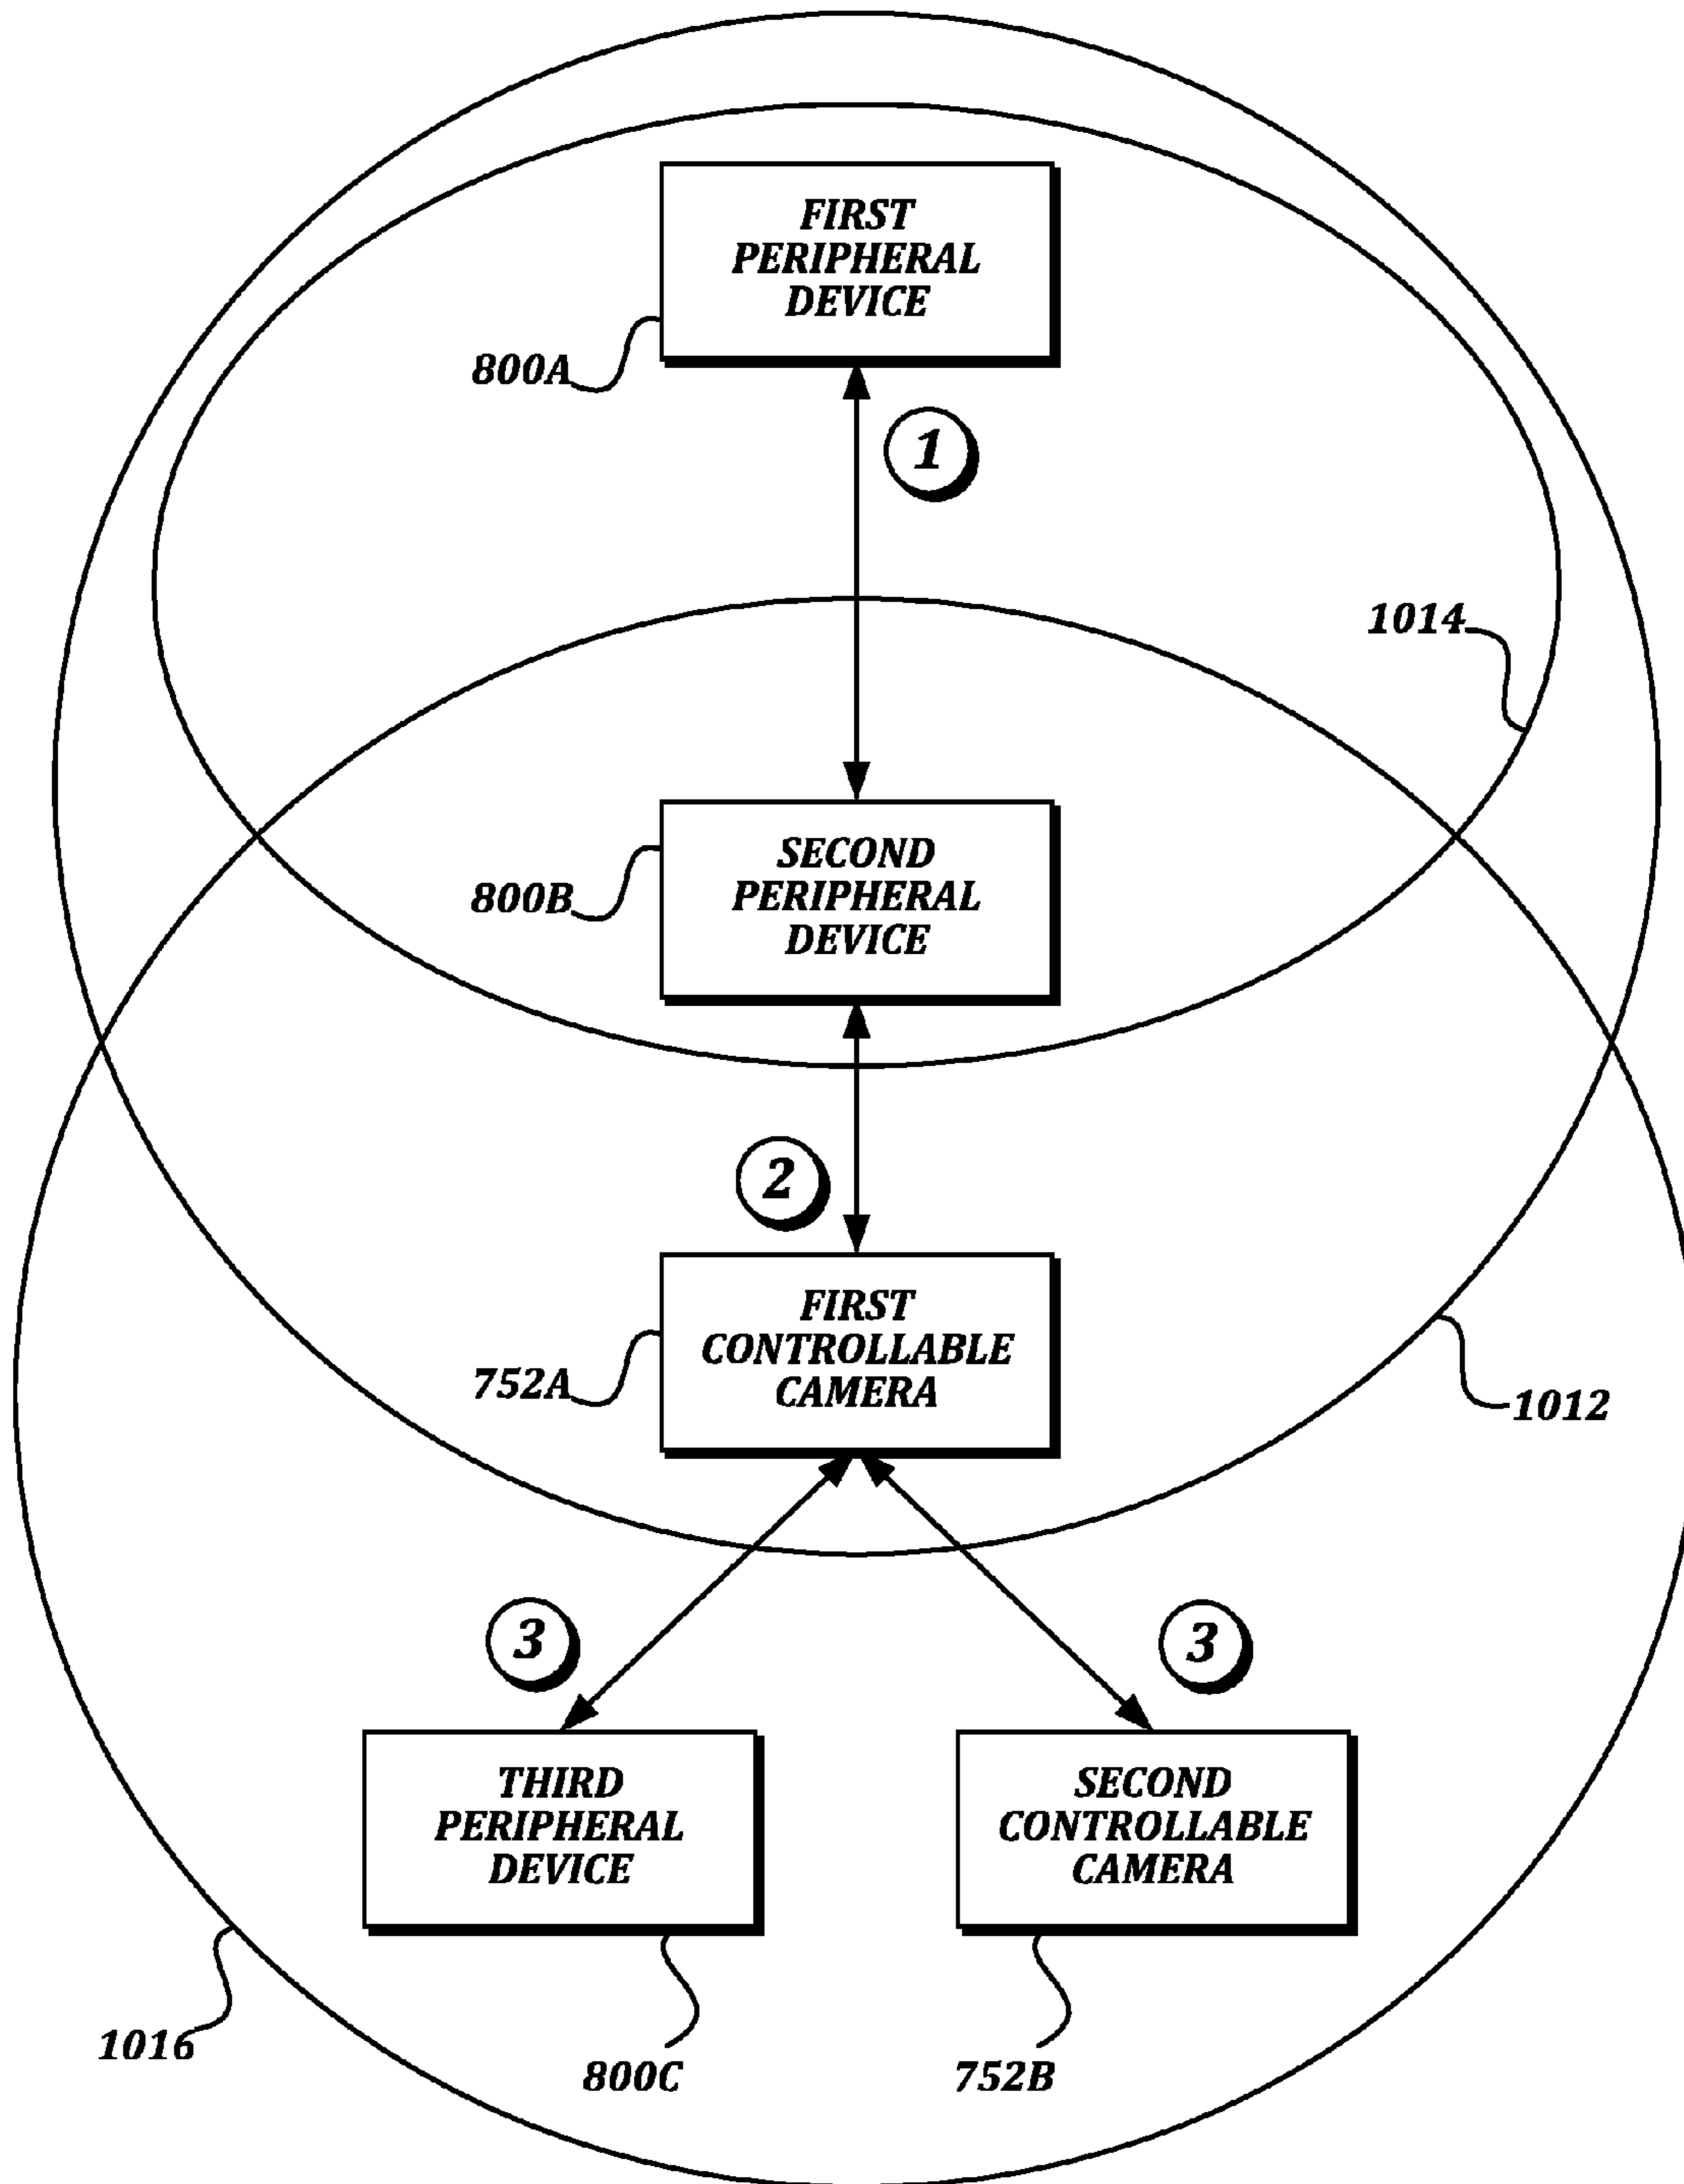 FIRST
PERIPHERAL
DEVICE
800A
1
1014
SECOND
PERIPHERAL
DEVICE
800B
2
FIRST
CONTROLLABLE
CAMERA
752A
1012
3
3
THIRD
PERIPHERAL
DEVICE
SECOND
CONTROLLABLE
CAMERA
1016
800C
752B